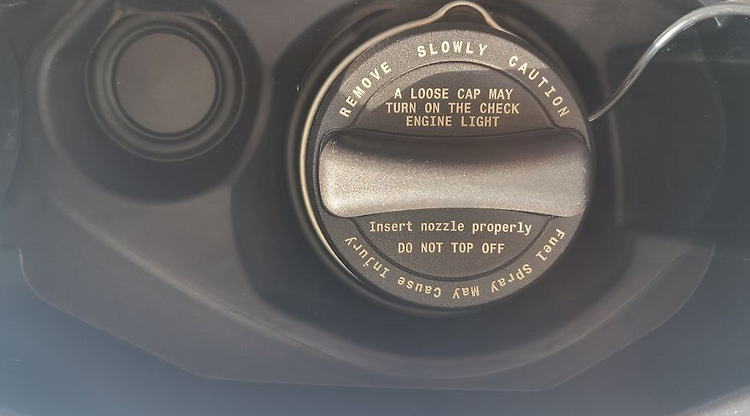 REMOVE SLOWLY CAUTION
A LOOSE CAP MAY
TURN ON THE CHECK
ENGINE LIGHT
Insert nozzle properly
DO NOT TOP OFF
Fuel Spray May Cause Injury